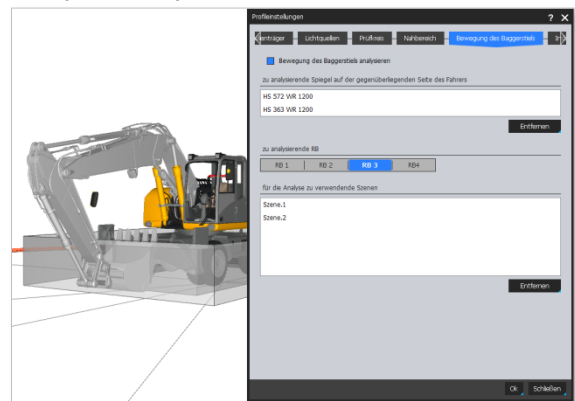 Profileinstellungen
enträger Lichtquellen Prüfkreis Nahbereich Bewegung des Baggerstiels
Bewegung des Baggerstiels analysieren
zu analysierende Spiegel auf der gegenüberliegenden Seite des Fahrers
HS 572 WR 1200
HS 363 WR 1200
Entfernen
zu analysierende RB
RB 1 RB 2 RB 3 RB4
für die Analyse zu verwendende Szenen
Szene.1
Szene.2
Entfernen
Ok Schließen